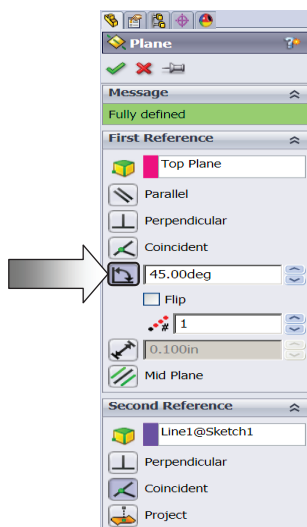 Plane
Message
Fully defined
First Reference
Top Plane
Parallel
Perpendicular
Coincident
45.00deg
Flip
# 1
0.100in
Mid Plane
Second Reference
Line1@Sketch1
Perpendicular
Coincident
Project